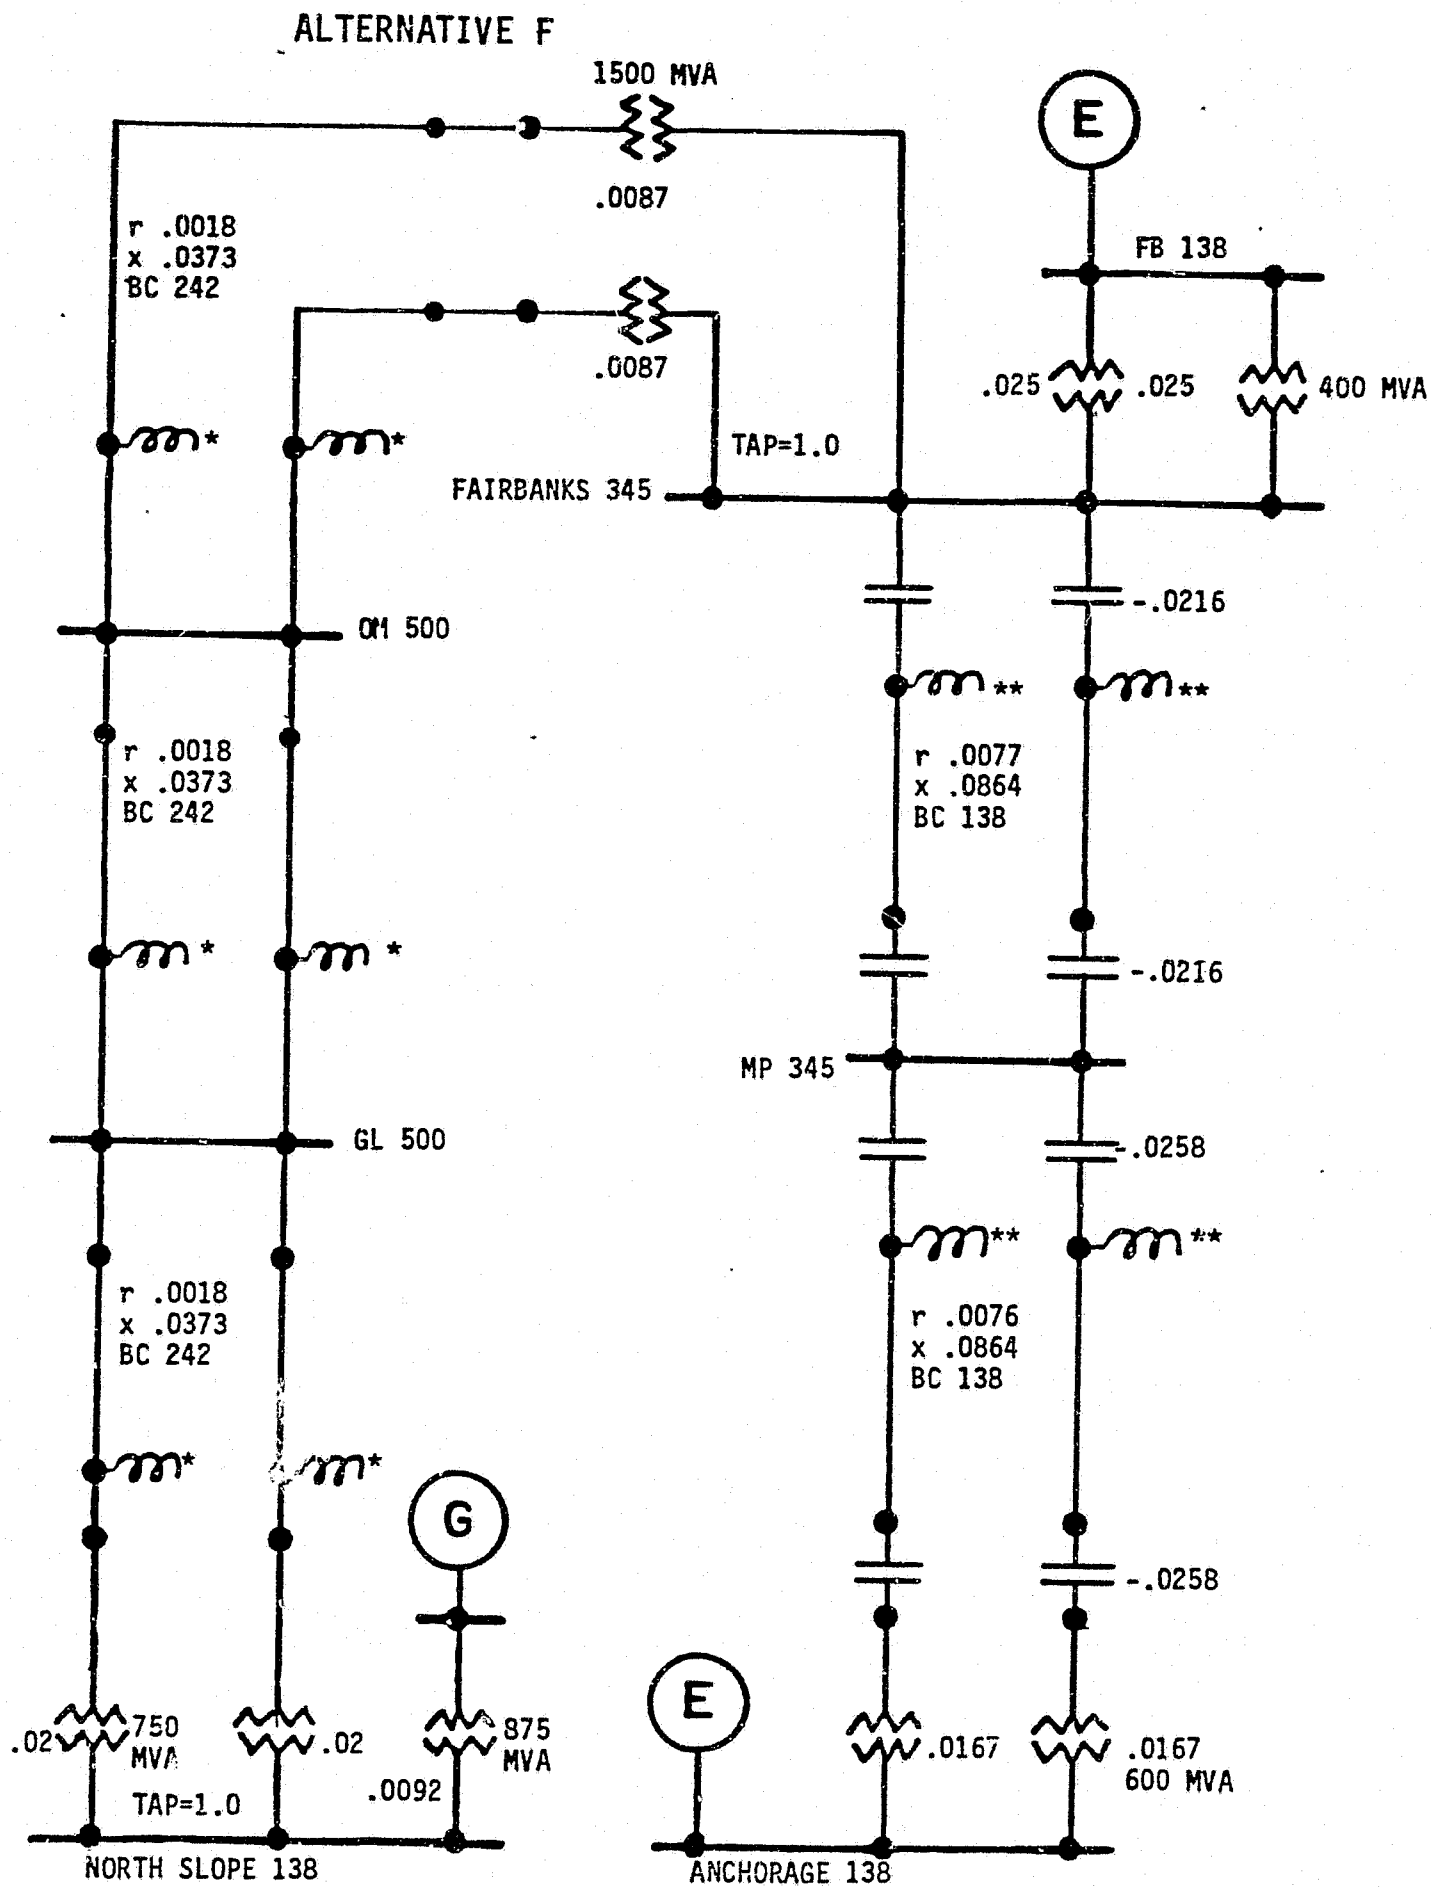 ALTERNATIVE F
1500 MVA
.0087
E
r .0018
x .0373
BC 242
FB 138
.0087
.025
.025
400 MVA
*
*
TAP=1.0
FAIRBANKS 345
OM 500
-.0216
**
**
r .0018
x .0373
BC 242
r .0077
x .0864
BC 138
*
*
-.0216
MP 345
GL 500
-.0258
**
**
r .0018
x .0373
BC 242
r .0076
x .0864
BC 138
*
*
G
-.0258
E
.02
750
MVA
.02
875
MVA
.0092
.0167
.0167
600 MVA
TAP=1.0
NORTH SLOPE 138
ANCHORAGE 138